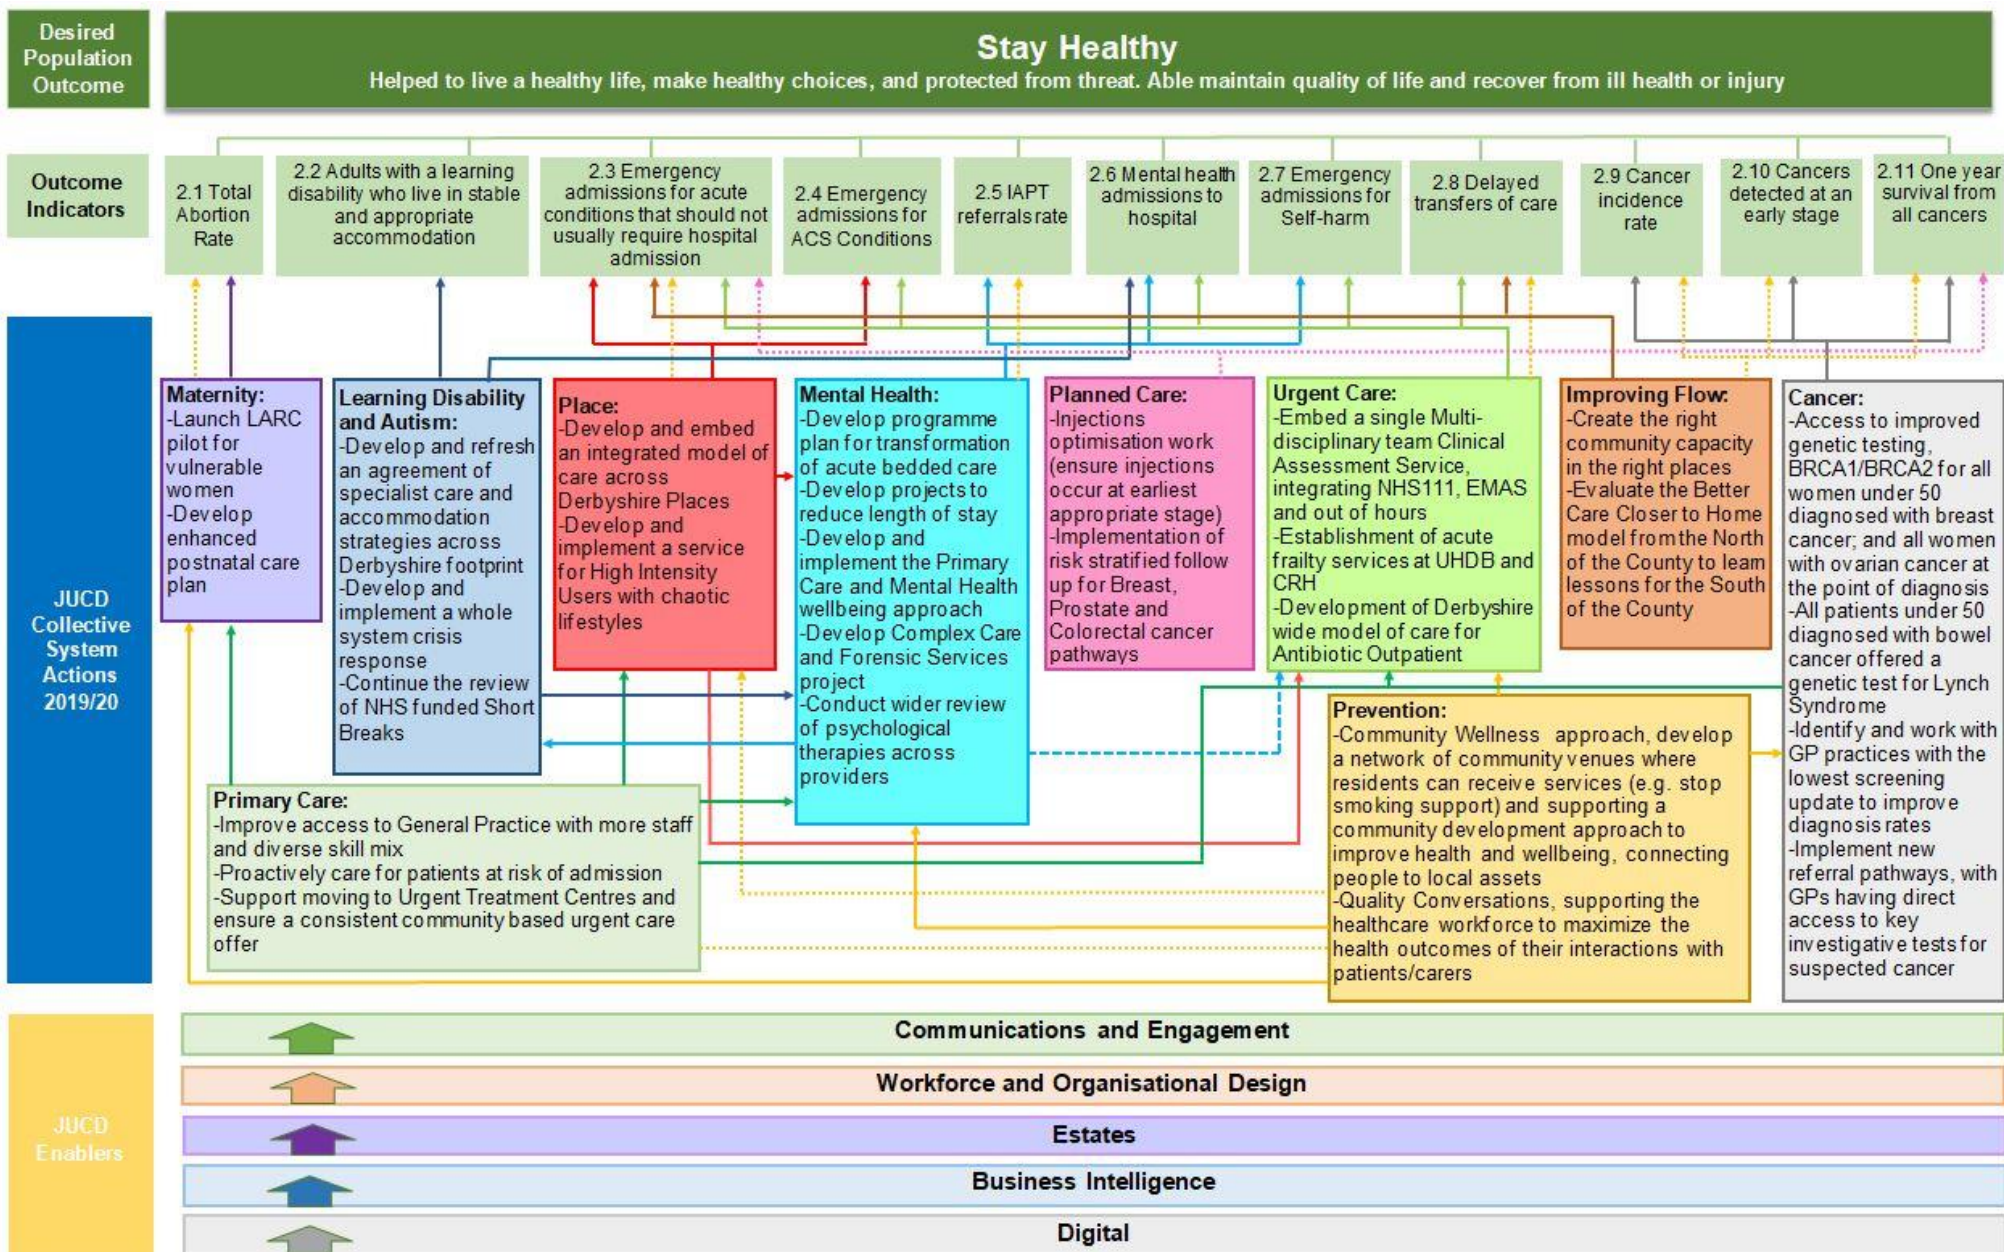 Desired
Population
Outcome
Stay Healthy
Helped to live a healthy life, make healthy choices, and protected from threat. Able maintain quality of life and recover from ill health or injury
Outcome
Indicators
2.1 Total
Abortion
Rate
2.2 Adults with a learning
disability who live in stable
and appropriate
accommodation
2.3 Emergency
admissions for acute
conditions that should not
usually require hospital
admission
2.4 Emergency
admissions for
ACS Conditions
2.5 IAPT
referrals rate
2.6 Mental health
admissions to
hospital
2.7 Emergency
admissions for
Self-harm
2.8 Delayed
transfers of care
2.9 Cancer
incidence
rate
2.10 Cancers
detected at an
early stage
2.11 One year
survival from
all cancers
JUCD
Collective
System
Actions
2019/20
Maternity:
-Launch LARC
pilot for
vulnerable
women
-Develop
enhanced
postnatal care
plan
Learning Disability
and Autism:
-Develop and refresh
an agreement of
specialist care and
accommodation
strategies across
Derbyshire footprint
-Develop and
implement a whole
system crisis
response
-Continue the review
of NHS funded Short
Breaks
Place:
-Develop and embed
an integrated model of
care across
Derbyshire Places
-Develop and
implement a service
for High Intensity
Users with chaotic
lifestyles
Mental Health:
-Develop programme
plan for transformation
of acute bedded care
-Develop projects to
reduce length of stay
-Develop and
implement the Primary
Care and Mental Health
wellbeing approach
-Develop Complex Care
and Forensic Services
project
-Conduct wider review
of psychological
therapies across
providers
Planned Care:
-Injections
optimisation work
(ensure injections
occur at earliest
appropriate stage)
-Implementation of
risk stratified follow
up for Breast,
Prostate and
Colorectal cancer
pathways
Urgent Care:
-Embed a single Multi-
disciplinary team Clinical
Assessment Service,
integrating NHS111, EMAS
and out of hours
-Establishment of acute
frailty services at UHDB and
CRH
-Development of Derbyshire
wide model of care for
Antibiotic Outpatient
Improving Flow:
-Create the right
community capacity
in the right places
-Evaluate the Better
Care Closer to Home
model from the North
of the County to learn
lessons for the South
of the County
Cancer:
-Access to improved
genetic testing,
BRCA1/BRCA2 for all
women under 50
diagnosed with breast
cancer; and all women
with ovarian cancer at
the point of diagnosis
-All patients under 50
diagnosed with bowel
cancer offered a
genetic test for Lynch
Syndrome
-Identify and work with
GP practices with the
lowest screening
update to improve
diagnosis rates
-Implement new
referral pathways, with
GPs having direct
access to key
investigative tests for
suspected cancer
Primary Care:
-Improve access to General Practice with more staff
and diverse skill mix
-Proactively care for patients at risk of admission
-Support moving to Urgent Treatment Centres and
ensure a consistent community based urgent care
offer
Prevention:
-Community Wellness approach, develop
a network of community venues where
residents can receive services (e.g. stop
smoking support) and supporting a
community development approach to
improve health and wellbeing, connecting
people to local assets
-Quality Conversations, supporting the
healthcare workforce to maximize the
health outcomes of their interactions with
patients/carers
JUCD
Enablers
Communications and Engagement
Workforce and Organisational Design
Estates
Business Intelligence
Digital